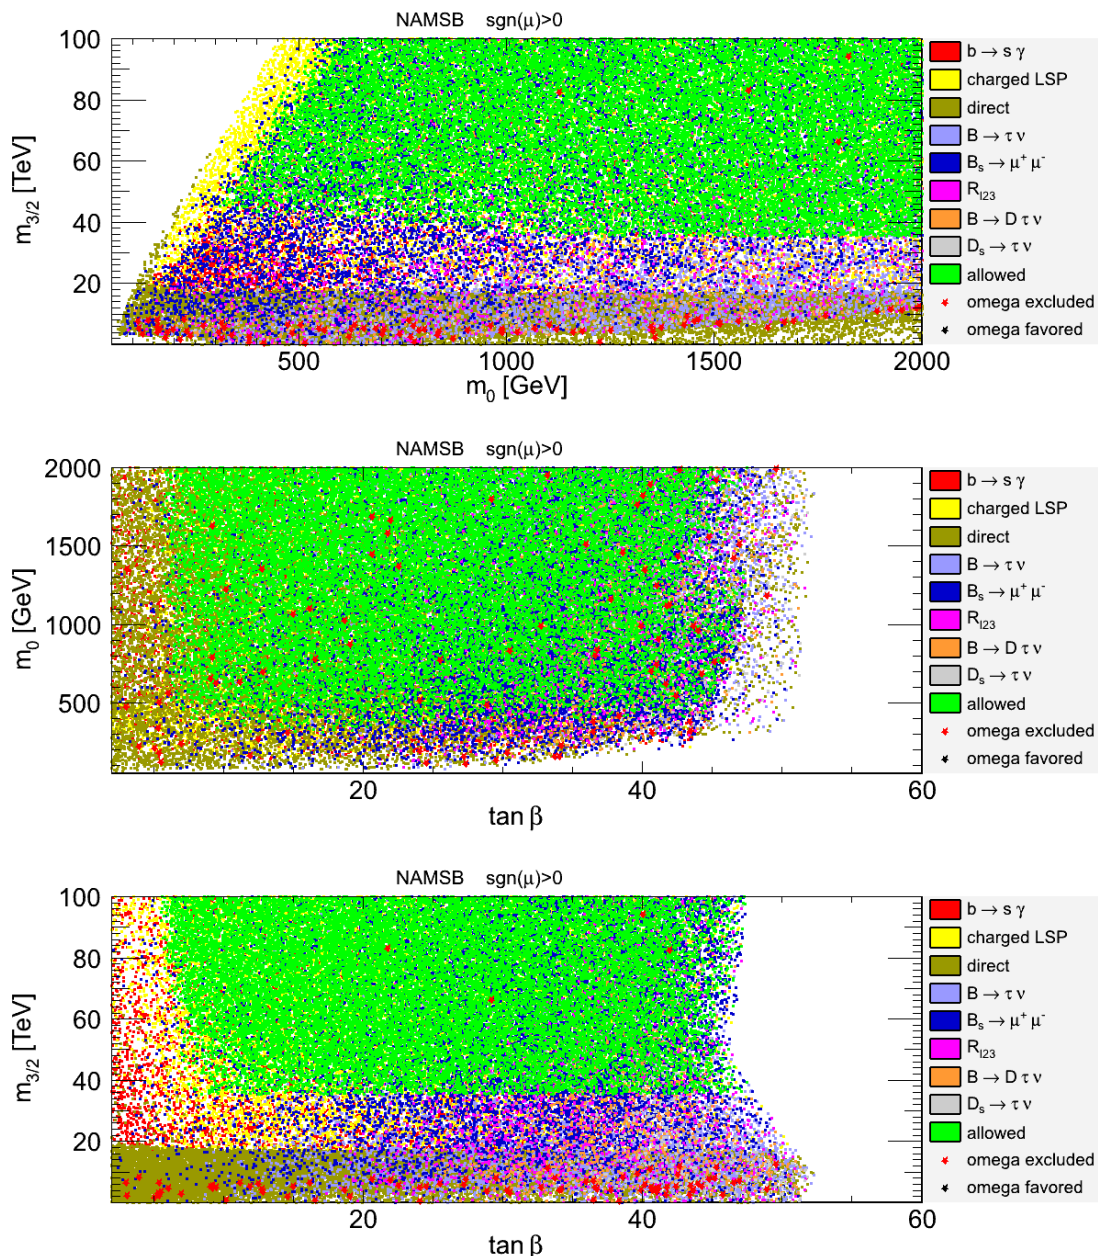 NAMSB sgn(μ)>0
100
80
60
40
20
m3/2 [TeV]
500 1000 1500 2000
m0 [GeV]
b → s γ
charged LSP
direct
B → τ ν
Bs → μ+ μ-
Rl23
B → D τ ν
Ds → τ ν
allowed
omega excluded
omega favored
NAMSB sgn(μ)>0
2000
1500
1000
500
m0 [GeV]
20 40 60
tan β
b → s γ
charged LSP
direct
B → τ ν
Bs → μ+ μ-
Rl23
B → D τ ν
Ds → τ ν
allowed
omega excluded
omega favored
NAMSB sgn(μ)>0
100
80
60
40
20
m3/2 [TeV]
20 40 60
tan β
b → s γ
charged LSP
direct
B → τ ν
Bs → μ+ μ-
Rl23
B → D τ ν
Ds → τ ν
allowed
omega excluded
omega favored